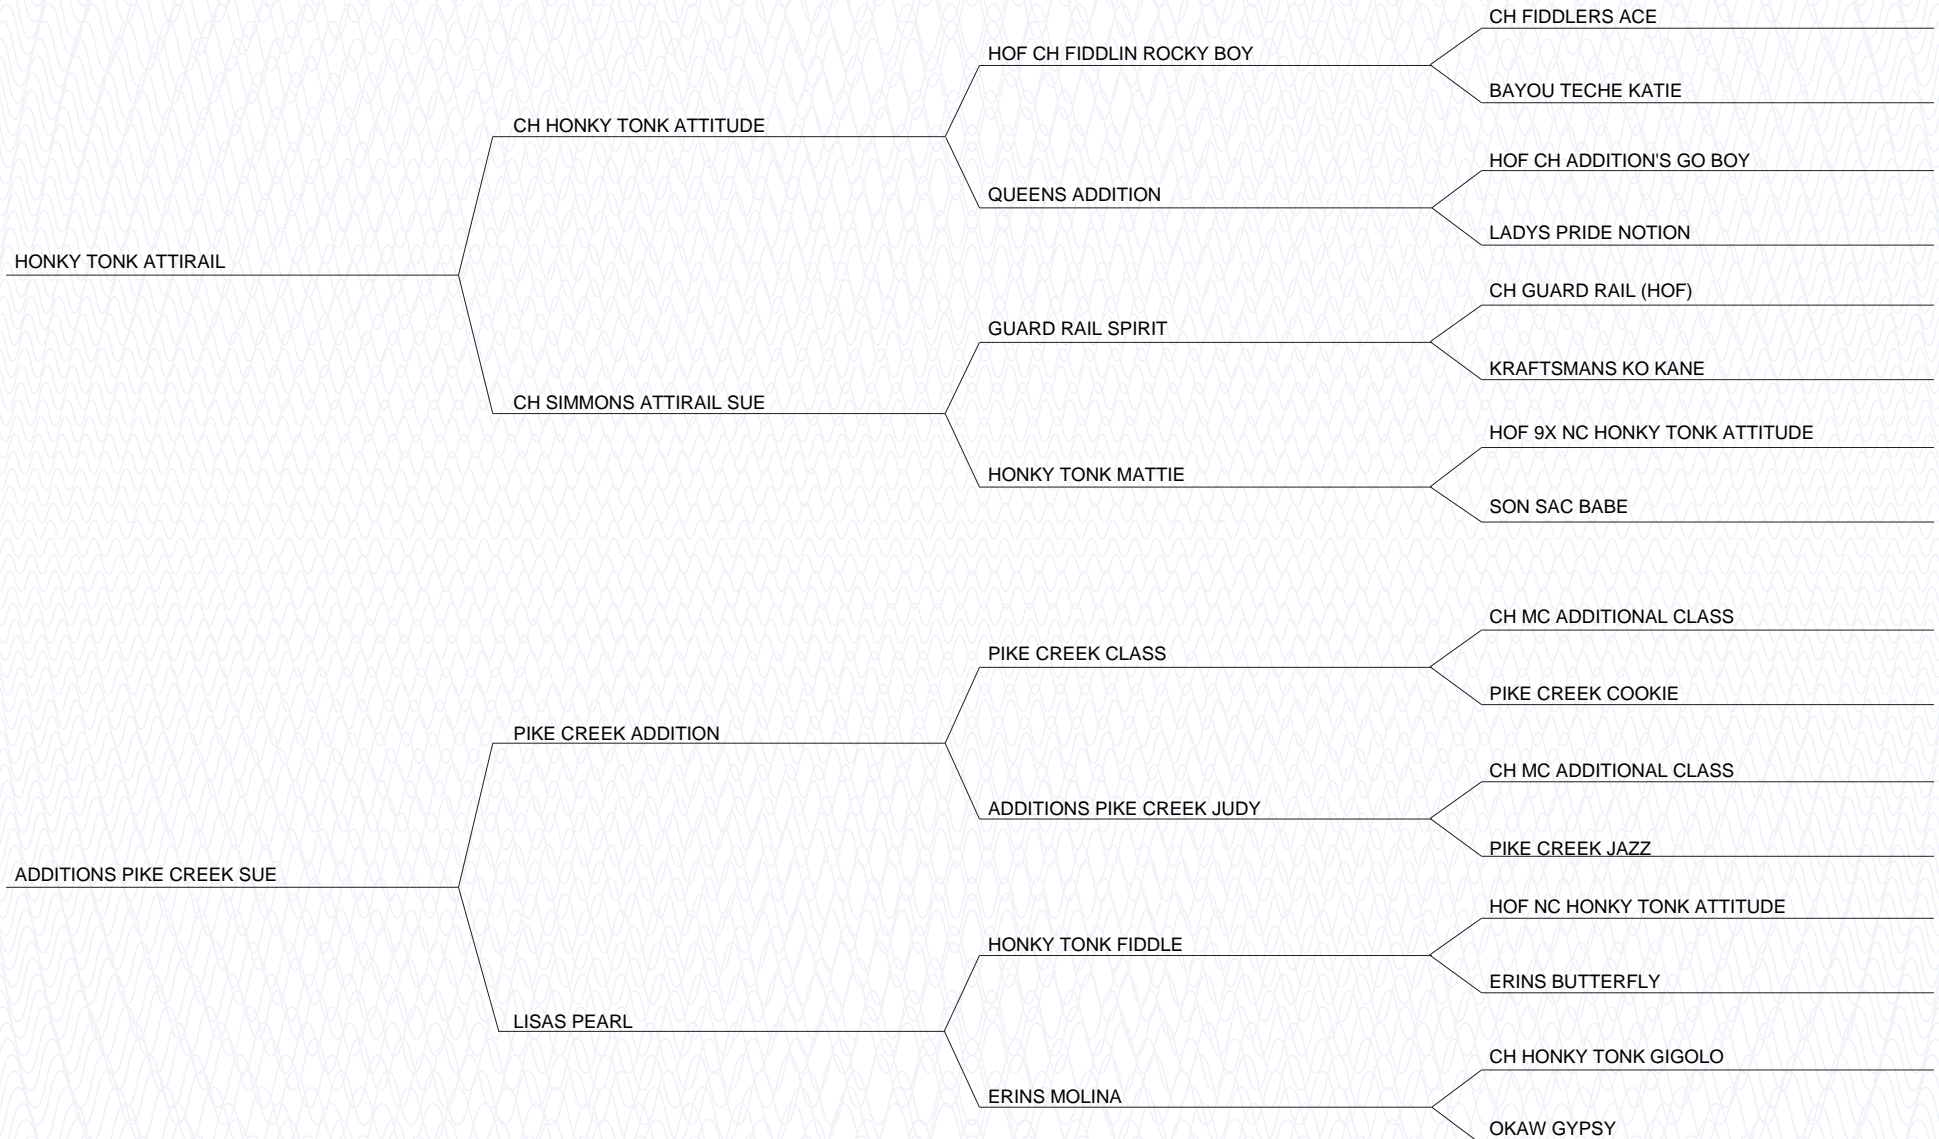 CH FIDDLERS ACE
HOF CH FIDDLIN ROCKY BOY
BAYOU TECHE KATIE
CH HONKY TONK ATTITUDE
HOF CH ADDITION'S GO BOY
QUEENS ADDITION
LADYS PRIDE NOTION
HONKY TONK ATTIRAIL
CH GUARD RAIL (HOF)
GUARD RAIL SPIRIT
KRAFTSMANS KO KANE
CH SIMMONS ATTIRAIL SUE
HOF 9X NC HONKY TONK ATTITUDE
HONKY TONK MATTIE
SON SAC BABE
CH MC ADDITIONAL CLASS
PIKE CREEK CLASS
PIKE CREEK COOKIE
PIKE CREEK ADDITION
CH MC ADDITIONAL CLASS
ADDITIONS PIKE CREEK JUDY
PIKE CREEK JAZZ
ADDITIONS PIKE CREEK SUE
HOF NC HONKY TONK ATTITUDE
HONKY TONK FIDDLE
ERINS BUTTERFLY
LISAS PEARL
CH HONKY TONK GIGOLO
ERINS MOLINA
OKAW GYPSY